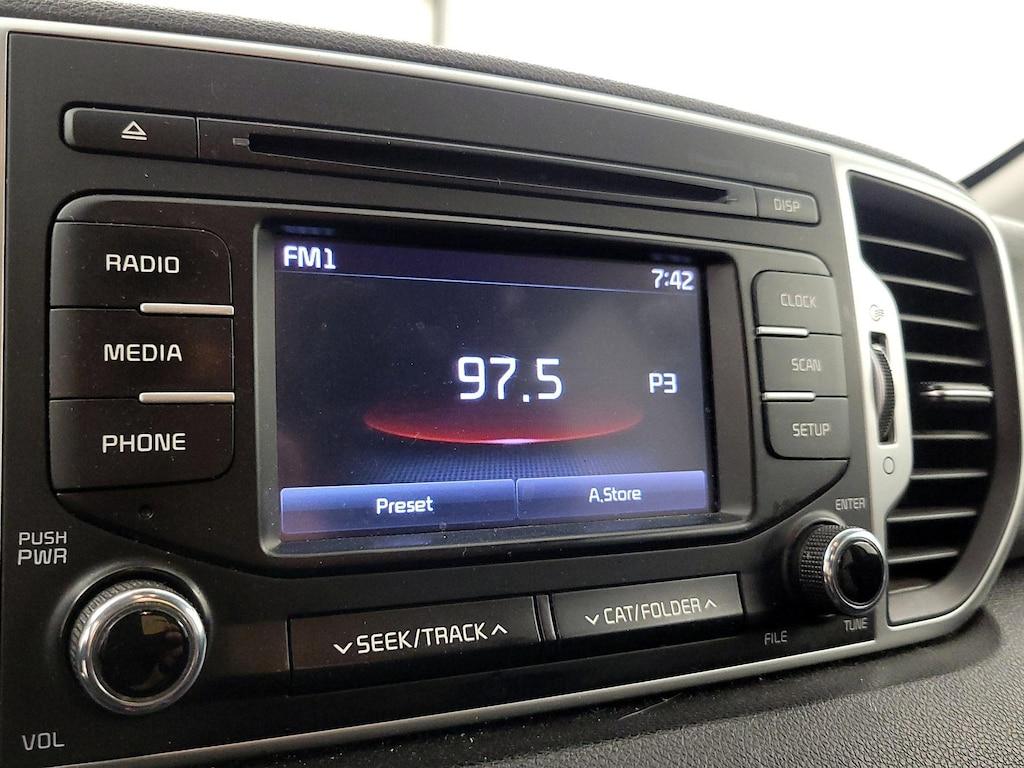 DISP
RADIO
MEDIA
PHONE
FM1
7:42
97.5
P3
Preset
A.Store
CLOCK
SCAN
SETUP
PUSH
PWR
VOL
SEEK/TRACK
CAT/FOLDER
ENTER
FILE
TUNE